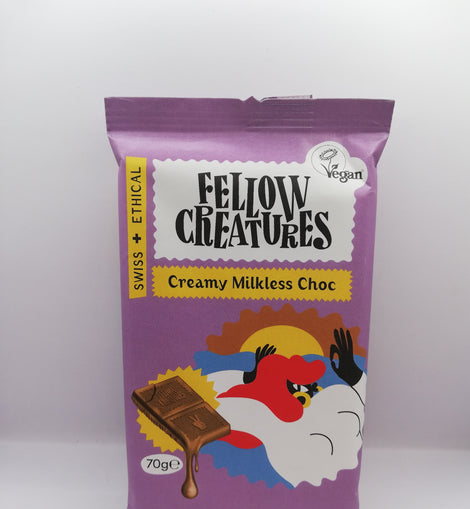 Vegan
SWISS + ETHICAL
FELLOW
CREATURES
Creamy Milkless Choc
70g℮